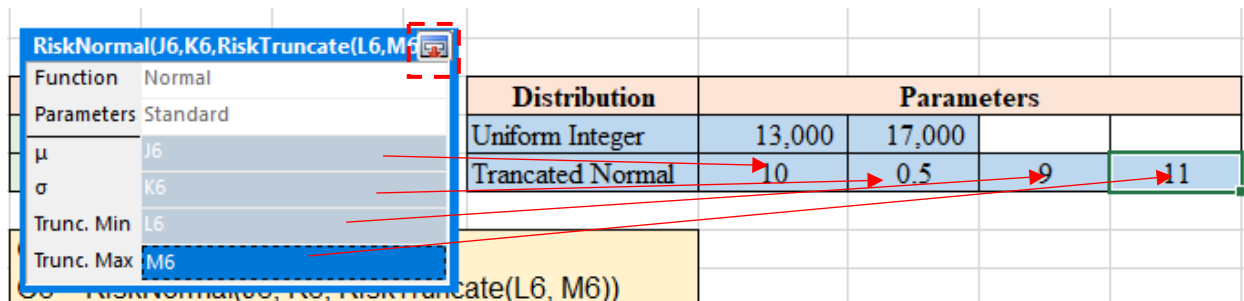 RiskNormal(J6,K6,RiskTruncate(L6,M6
Function Normal
Parameters Standard
μ J6
σ K6
Trunc. Min L6
Trunc. Max M6
Distribution Parameters
Uniform Integer 13,000 17,000
Trancated Normal 10 0.5 9 11
RiskNormal(J6, K6, RiskTruncate(L6, M6))